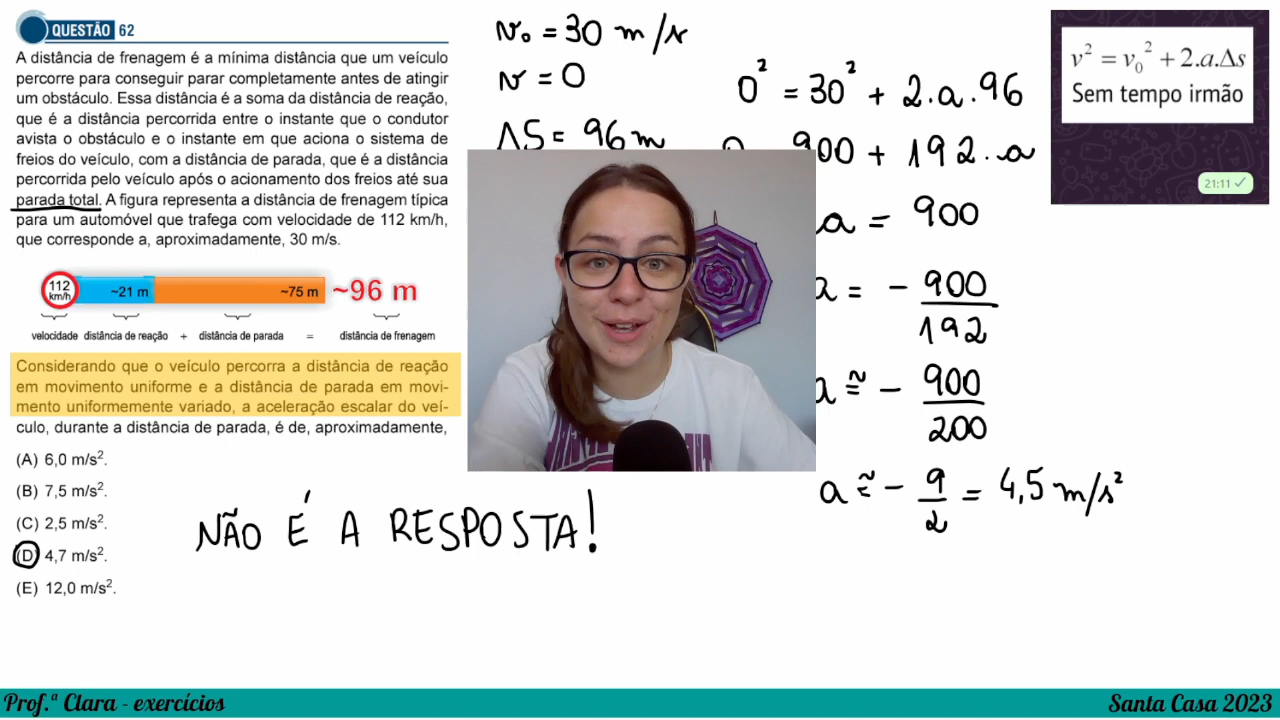 QUESTÃO 62
A distância de frenagem é a mínima distância que um veículo
percorre para conseguir parar completamente antes de atingir
um obstáculo. Essa distância é a soma da distância de reação,
que é a distância percorrida entre o instante que o condutor
avista o obstáculo e o instante em que aciona o sistema de
freios do veículo, com a distância de parada, que é a distância
percorrida pelo veículo após o acionamento dos freios até sua
parada total. A figura representa a distância de frenagem típica
para um automóvel que trafega com velocidade de 112 km/h,
que corresponde a, aproximadamente, 30 m/s.
112 km/h ~21 m ~75 m ~96 m
velocidade distância de reação + distância de parada = distância de frenagem
Considerando que o veículo percorra a distância de reação
em movimento uniforme e a distância de parada em movi-
mento uniformemente variado, a aceleração escalar do veí-
culo, durante a distância de parada, é de, aproximadamente,
(A) 6,0 m/s².
(B) 7,5 m/s².
(C) 2,5 m/s².
(D) 4,7 m/s².
(E) 12,0 m/s².
NÃO É A RESPOSTA!
v₀ = 30 m/s
v = 0
ΔS = 96 m
0² = 30² + 2.a.96
900 + 192.a
a = 900
a = - 900/192
a ≅ - 900/200
a ≅ - 9/2 = 4,5 m/s²
v² = v₀² + 2.a.Δs
Sem tempo irmão
21:11
Prof.ª Clara - exercícios
Santa Casa 2023